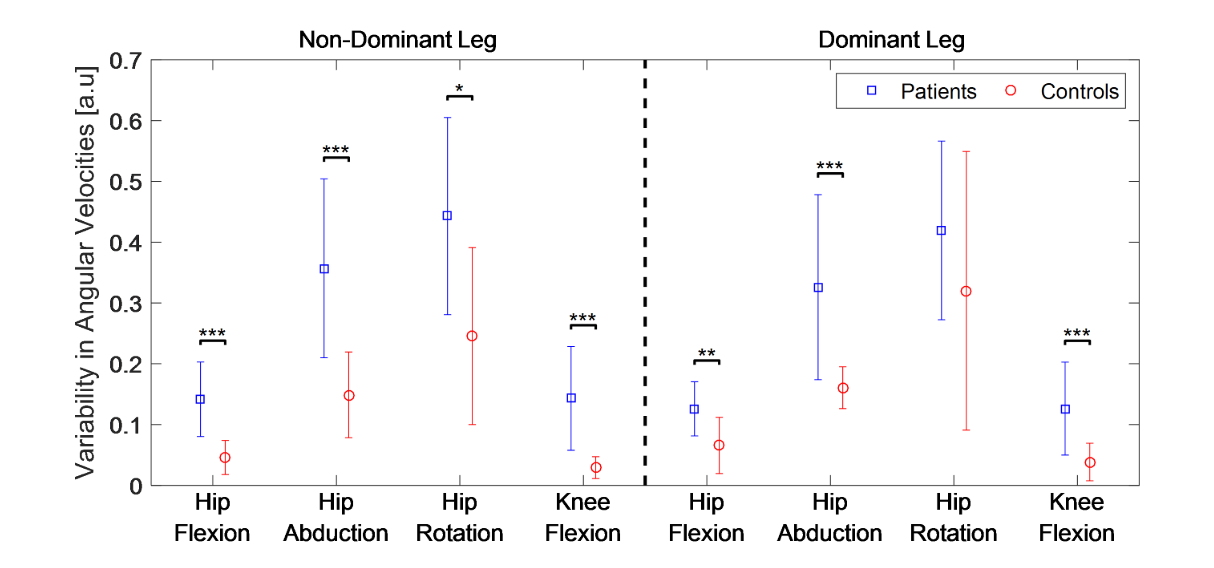 Non-Dominant Leg
Dominant Leg
Variability in Angular Velocities [a.u]
0.7
0.6
0.5
0.4
0.3
0.2
0.1
0
Patients
Controls
***
***
*
***
**
***
***
Hip
Flexion
Hip
Abduction
Hip
Rotation
Knee
Flexion
Hip
Flexion
Hip
Abduction
Hip
Rotation
Knee
Flexion